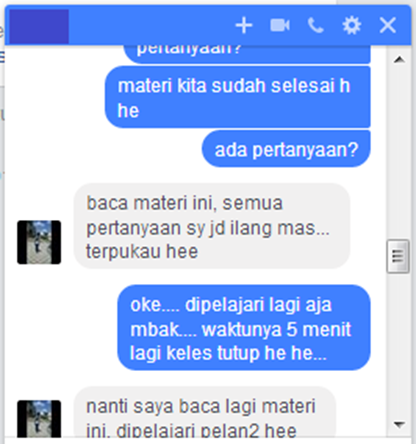 pertanyaan?
materi kita sudah selesai h
he
ada pertanyaan?
baca materi ini, semua
pertanyaan sy jd ilang mas...
terpukau hee
oke.... dipelajari lagi aja
mbak.... waktunya 5 menit
lagi keles tutup he he...
nanti saya baca lagi materi
ini, dipelajari pelan2 hee